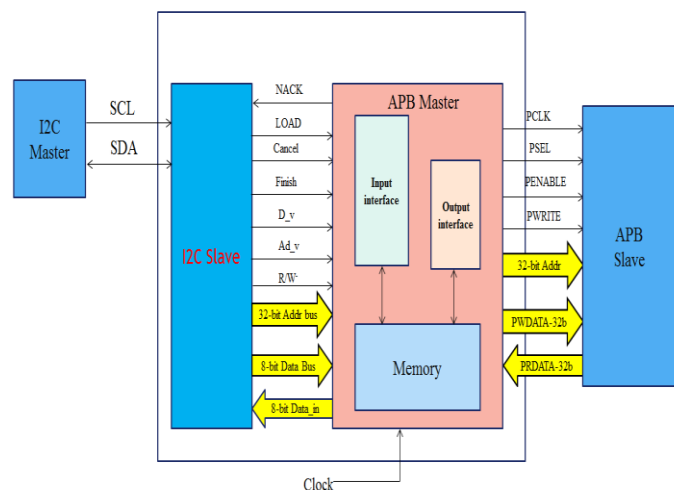 I2C
Master
SCL
SDA
I2C Slave
NACK
LOAD
Cancel
Finish
D_v
Ad_v
R/W-
32-bit Addr bus
8-bit Data Bus
8-bit Data_in
APB Master
Input
interface
Output
interface
Memory
Clock
PCLK
PSEL
PENABLE
PWRITE
32-bit Addr
PWDATA-32b
PRDATA-32b
APB
Slave